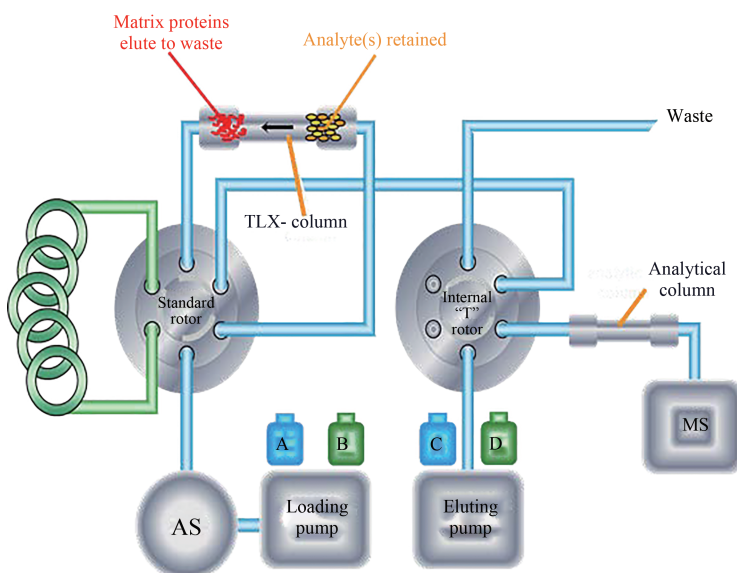 Matrix proteins
elute to waste
Analyte(s) retained
Waste
TLX- column
Analytical
column
Standard
rotor
Internal
“T”
rotor
A
B
C
D
MS
AS
Loading
pump
Eluting
pump